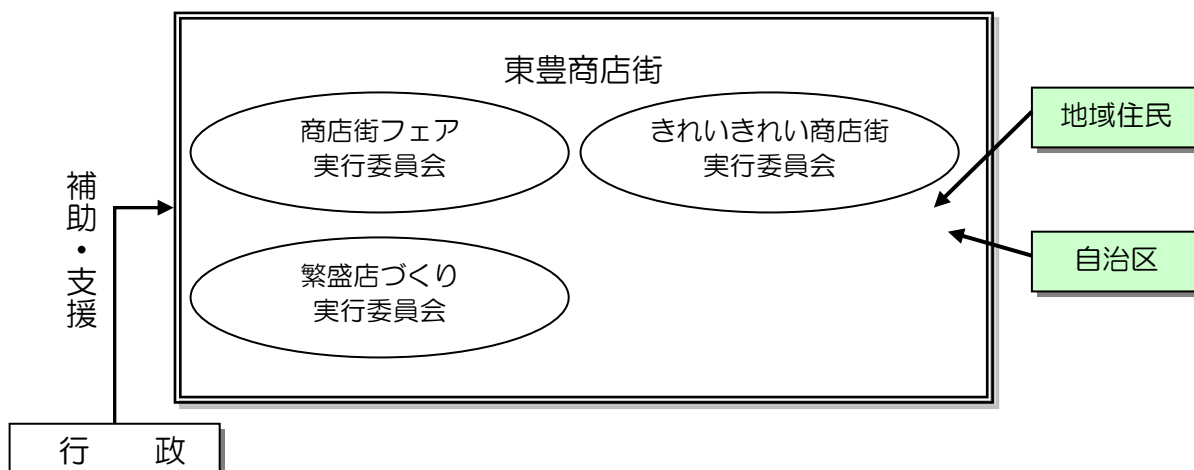 東豊商店街
商店街フェア
実行委員会
きれいきれい商店街
実行委員会
繁盛店づくり
実行委員会
地域住民
自治区
補助・支援
行　　政